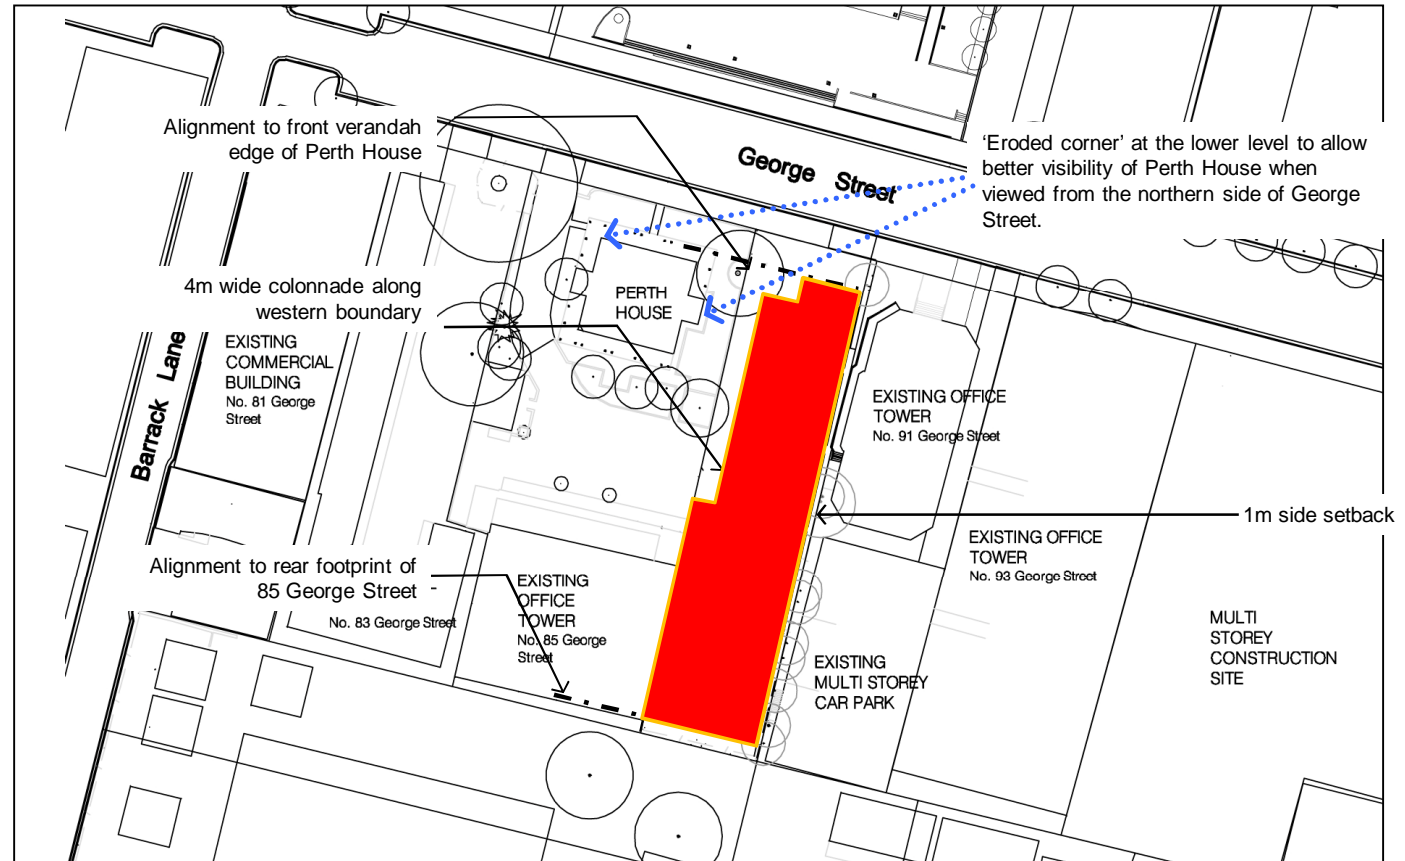 Alignment to front verandah
edge of Perth House
George Street
‘Eroded corner’ at the lower level to allow
better visibility of Perth House when
viewed from the northern side of George
Street.
4m wide colonnade along
western boundary
PERTH
HOUSE
Barrack Lane
EXISTING
COMMERCIAL
BUILDING
No. 81 George
Street
EXISTING OFFICE
TOWER
No. 91 George Street
1m side setback
EXISTING OFFICE
TOWER
No. 93 George Street
Alignment to rear footprint of
85 George Street
No. 83 George Street
EXISTING
OFFICE
TOWER
No. 85 George
Street
EXISTING
MULTI STOREY
CAR PARK
MULTI
STOREY
CONSTRUCTION
SITE